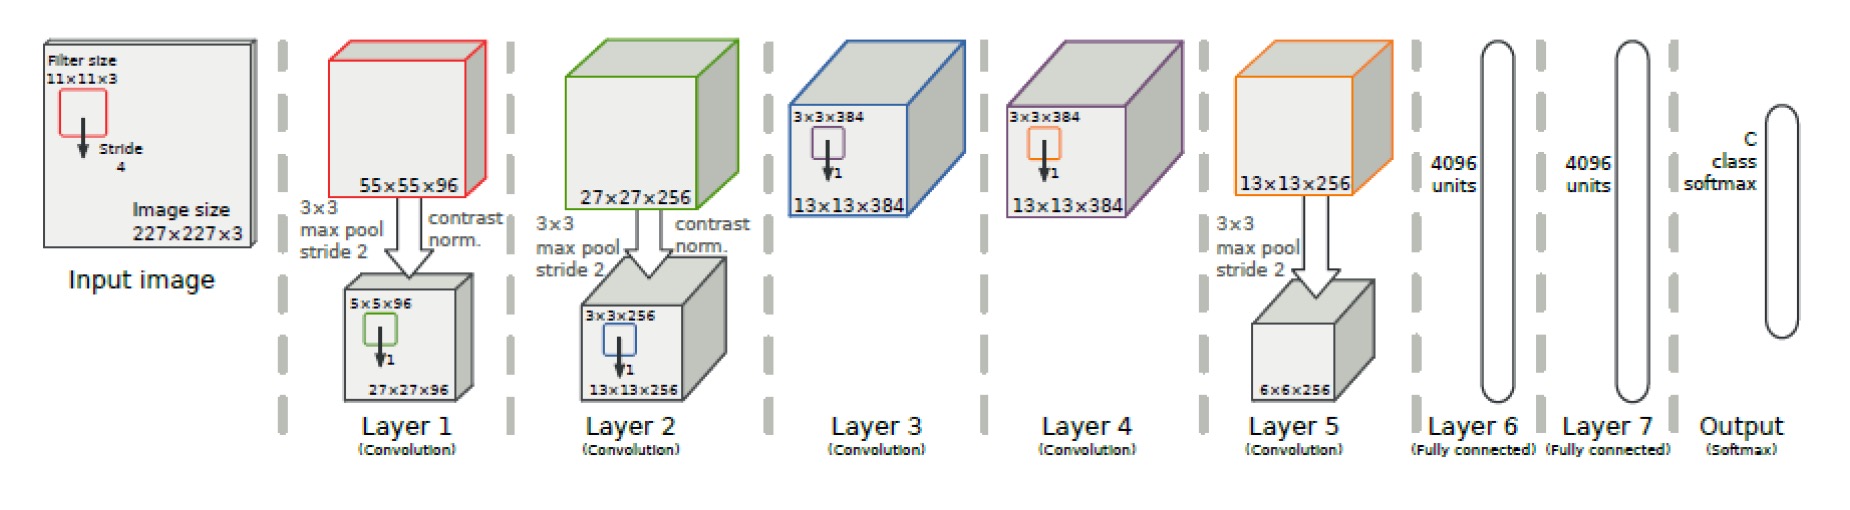 Filter size
11×11×3
Stride
4
Image size
227×227×3
Input image
55×55×96
3×3
max pool
stride 2
contrast
norm.
5×5×96
1
27×27×96
Layer 1
(Convolution)
27×27×256
3×3
max pool
stride 2
contrast
norm.
3×3×256
1
13×13×256
Layer 2
(Convolution)
3×3×384
1
13×13×384
Layer 3
(Convolution)
3×3×384
1
13×13×384
Layer 4
(Convolution)
13×13×256
3×3
max pool
stride 2
6×6×256
Layer 5
(Convolution)
4096
units
Layer 6
(Fully connected)
4096
units
Layer 7
(Fully connected)
C
class
softmax
Output
(Softmax)